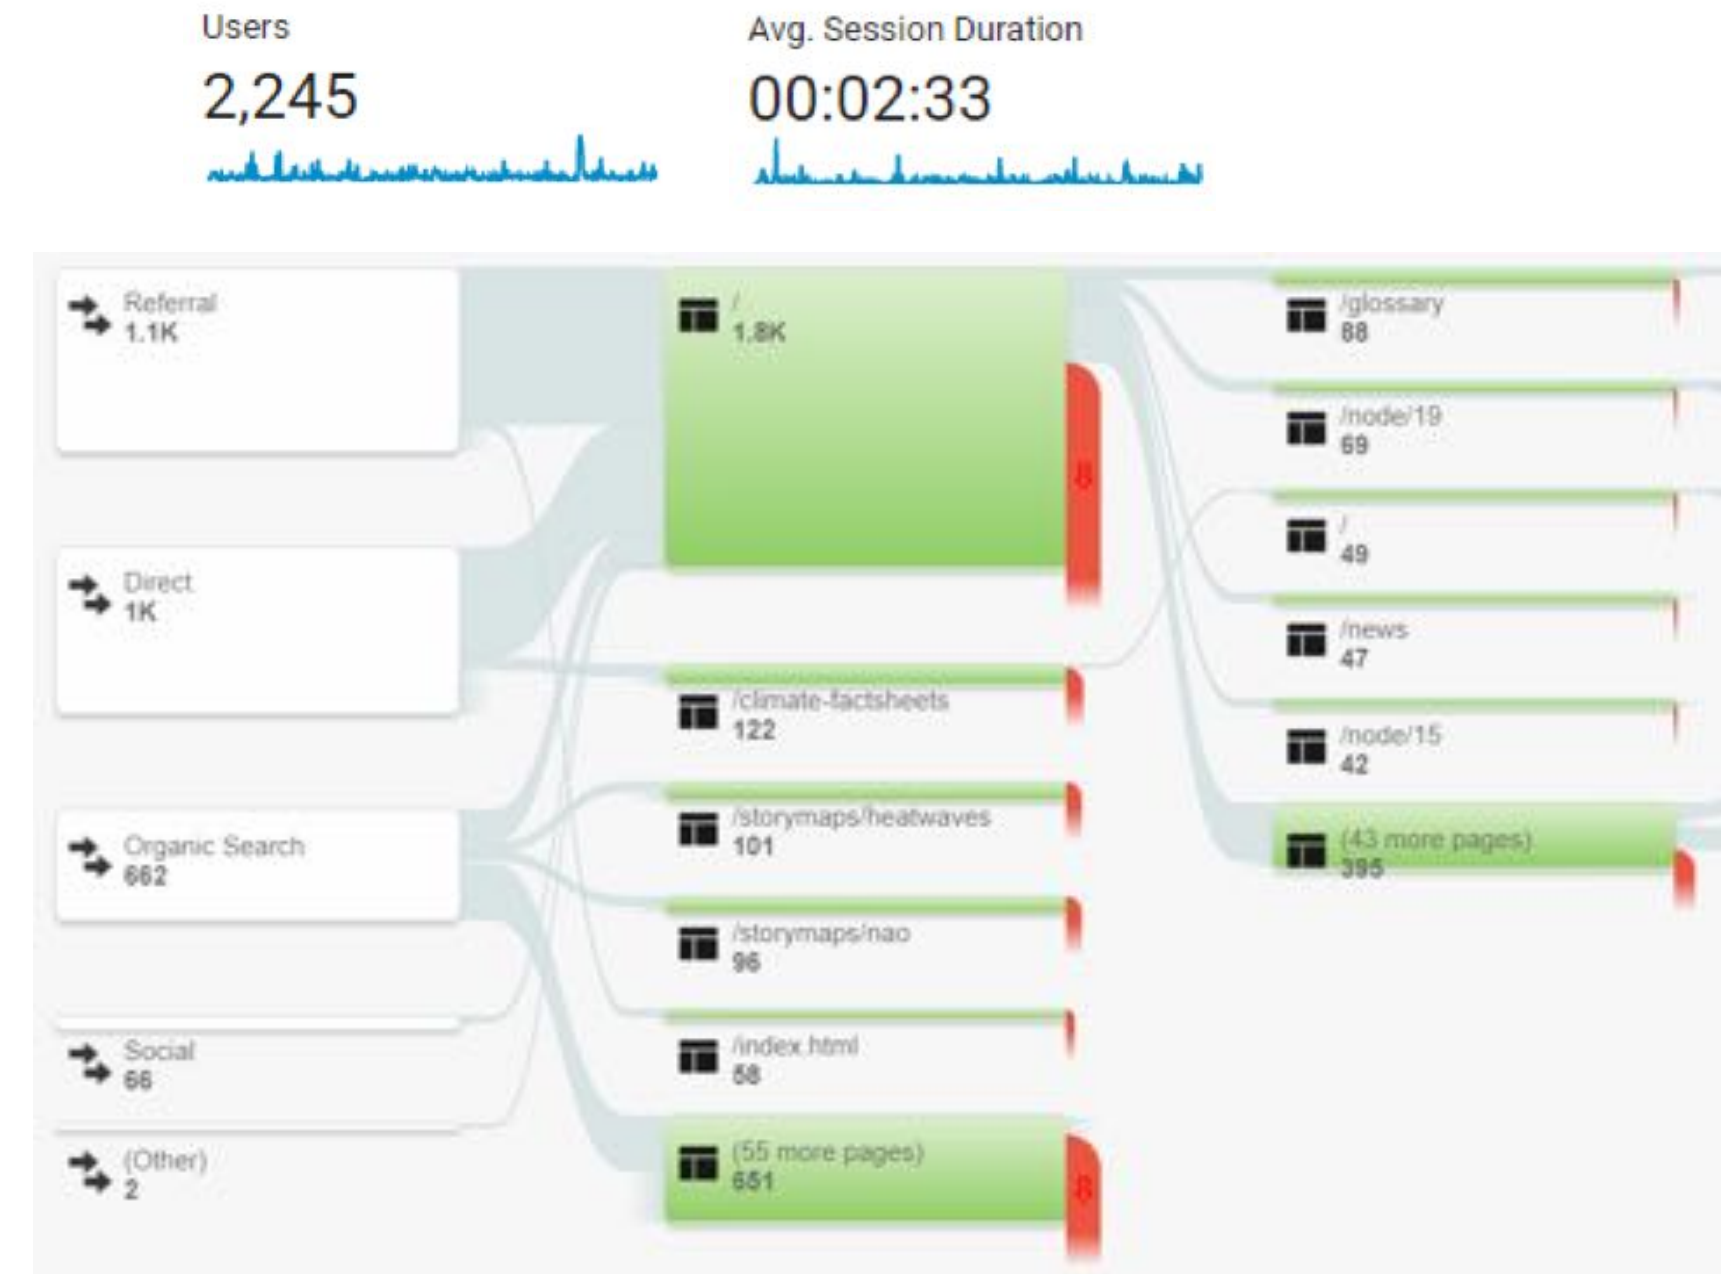 Users
2,245
Avg. Session Duration
00:02:33
Referral
1.1K
Direct
1K
Organic Search
662
Social
66
(Other)
2
/
1.8K
/climate-factsheets
122
/storymaps/heatwaves
101
/storymaps/nao
96
/index.html
58
(55 more pages)
651
8
8
/glossary
88
/node/19
69
/
49
/news
47
/node/15
42
(43 more pages)
395